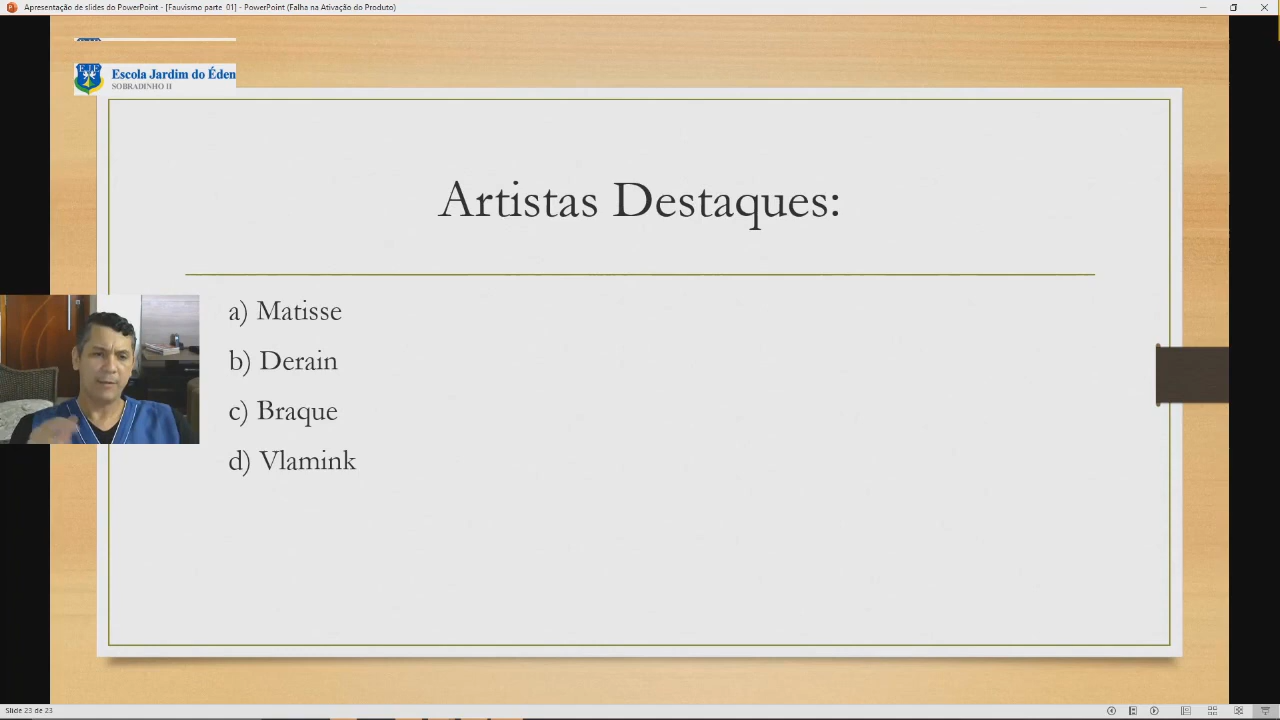 Apresentação de slides do PowerPoint - [Fauvismo parte 01] - PowerPoint (Falha na Ativação do Produto)
E J E
Escola Jardim do Éden
SOBRADINHO II
Artistas Destaques:
a) Matisse
b) Derain
c) Braque
d) Vlamink
Slide 23 de 23